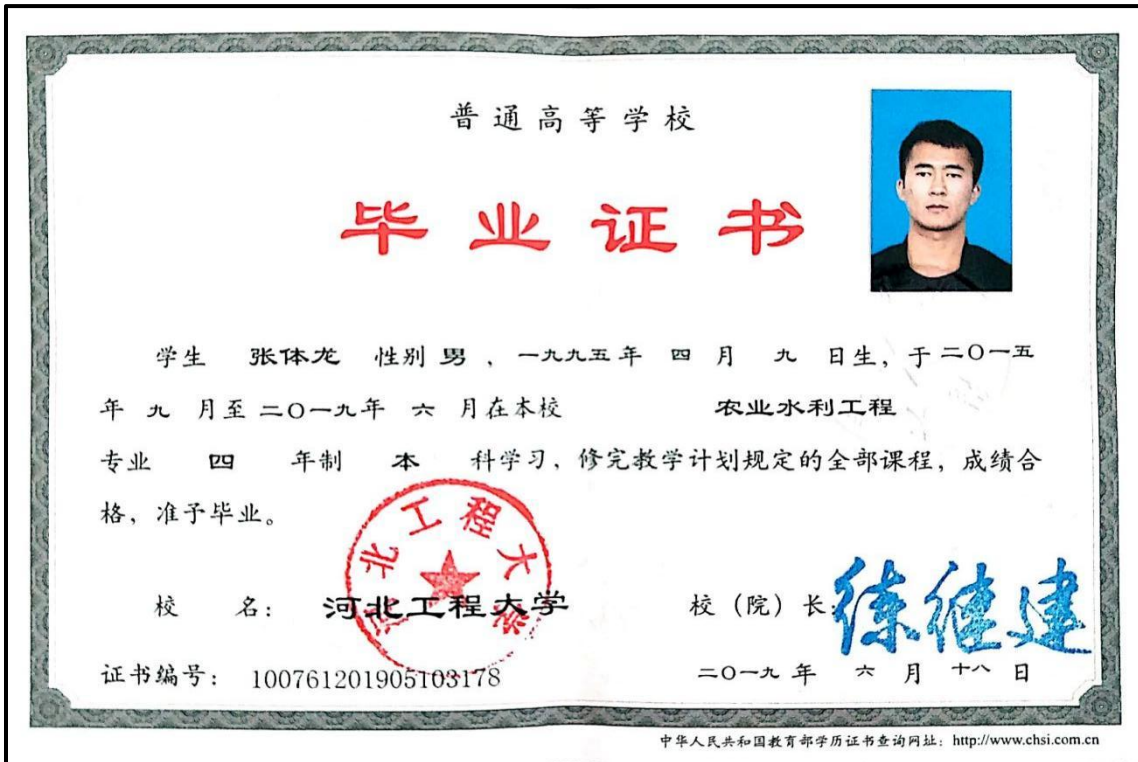 普通高等学校
毕业证书
学生 张体龙 性别 男 ，一九九五年 四 月 九 日生，于二〇一五
年 九 月至二〇一九年 六 月在本校 农业水利工程
专业 四 年制 本 科学习，修完教学计划规定的全部课程，成绩合
格，准予毕业。
河北工程大学
校 名： 河北工程大学 校（院）长： 练继建
证书编号： 100761201905103178 二〇一九 年 六 月 十八 日
中华人民共和国教育部学历证书查询网址：http://www.chsi.com.cn